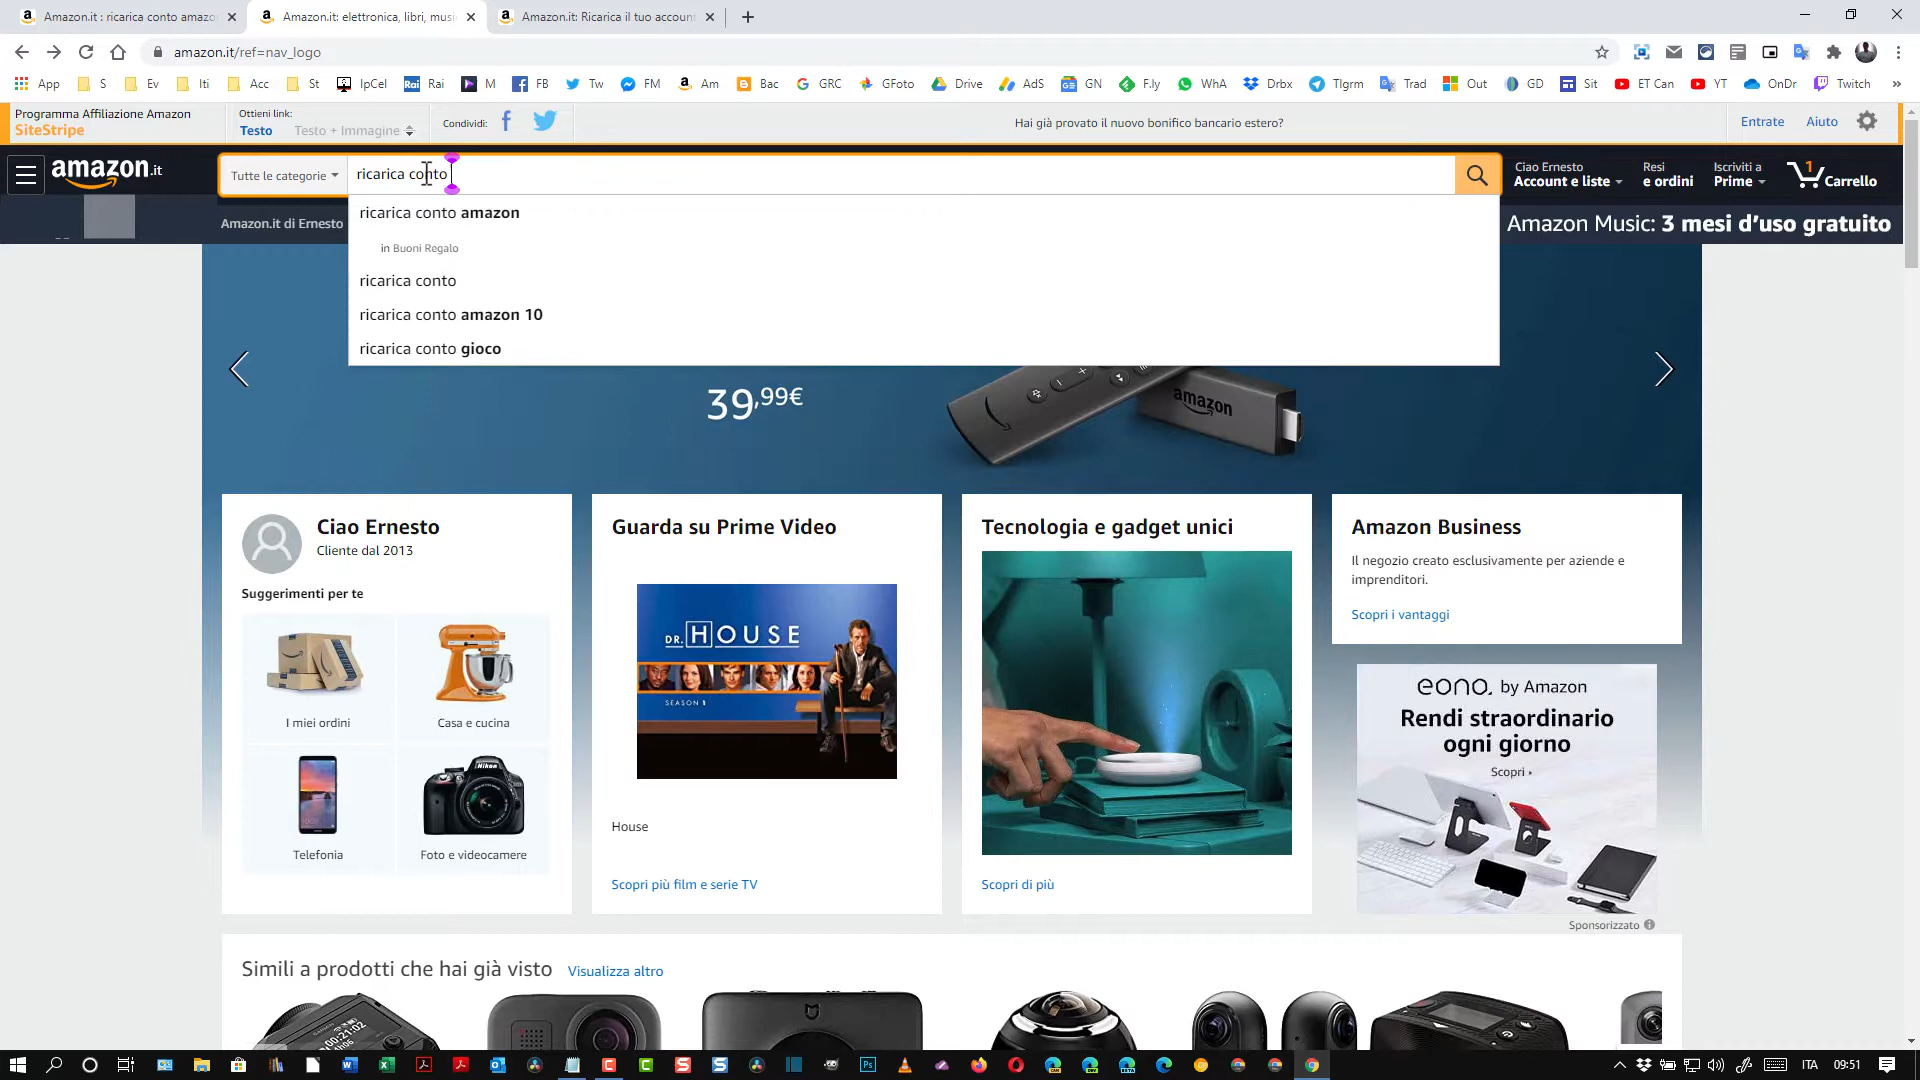 Amazon.it : ricarica conto amazo
Amazon.it: elettronica, libri, musi
Amazon.it: Ricarica il tuo account
amazon.it/ref=nav_logo
App S Ev Iti Acc St IpCel Rai M FB Tw FM Am Bac GRC GFoto Drive AdS GN F.ly WhA Drbx Tlgrm Trad Out GD Sit ET Can YT OnDr Twitch »
Programma Affiliazione Amazon
SiteStripe
Ottieni link:
Testo Testo + Immagine
Condividi:
Hai già provato il nuovo bonifico bancario estero?
Entrate Aiuto
amazon.it
Tutte le categorie
ricarica conto
Ciao Ernesto
Account e liste
Resi
e ordini
Iscriviti a
Prime
1
Carrello
Amazon.it di Ernesto
Amazon Music: 3 mesi d'uso gratuito
ricarica conto amazon
in Buoni Regalo
ricarica conto
ricarica conto amazon 10
ricarica conto gioco
39,99€
amazon
Ciao Ernesto
Cliente dal 2013
Suggerimenti per te
I miei ordini
Casa e cucina
Nikon
Telefonia
Foto e videocamere
Guarda su Prime Video
DR. HOUSE
SEASON 1
House
Scopri più film e serie TV
Tecnologia e gadget unici
Scopri di più
Amazon Business
Il negozio creato esclusivamente per aziende e
imprenditori.
Scopri i vantaggi
eono. by Amazon
Rendi straordinario
ogni giorno
Scopri
Sponsorizzato
Simili a prodotti che hai già visto Visualizza altro
00:21:02
ITA
09:51